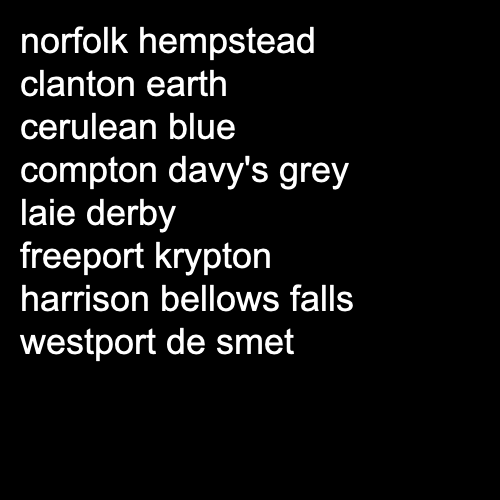 norfolk hempstead
clanton earth
cerulean blue
compton davy's grey
laie derby
freeport krypton
harrison bellows falls
westport de smet